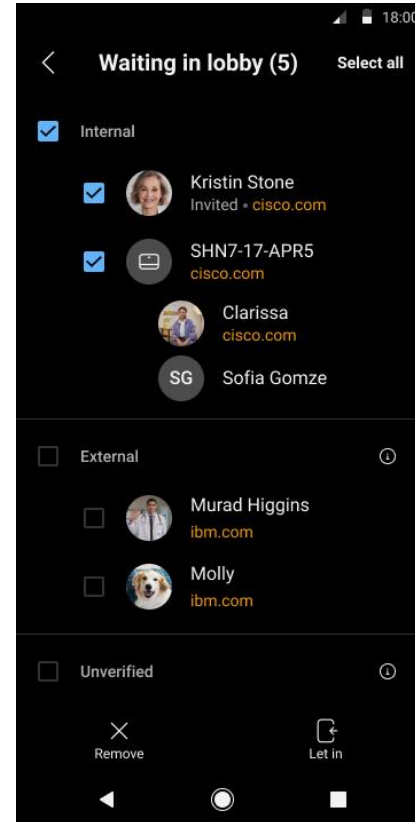 18:00
Waiting in lobby (5) Select all
Internal
Kristin Stone
Invited • cisco.com
SHN7-17-APR5
cisco.com
Clarissa
cisco.com
SG Sofia Gomze
External
Murad Higgins
ibm.com
Molly
ibm.com
Unverified
Remove Let in